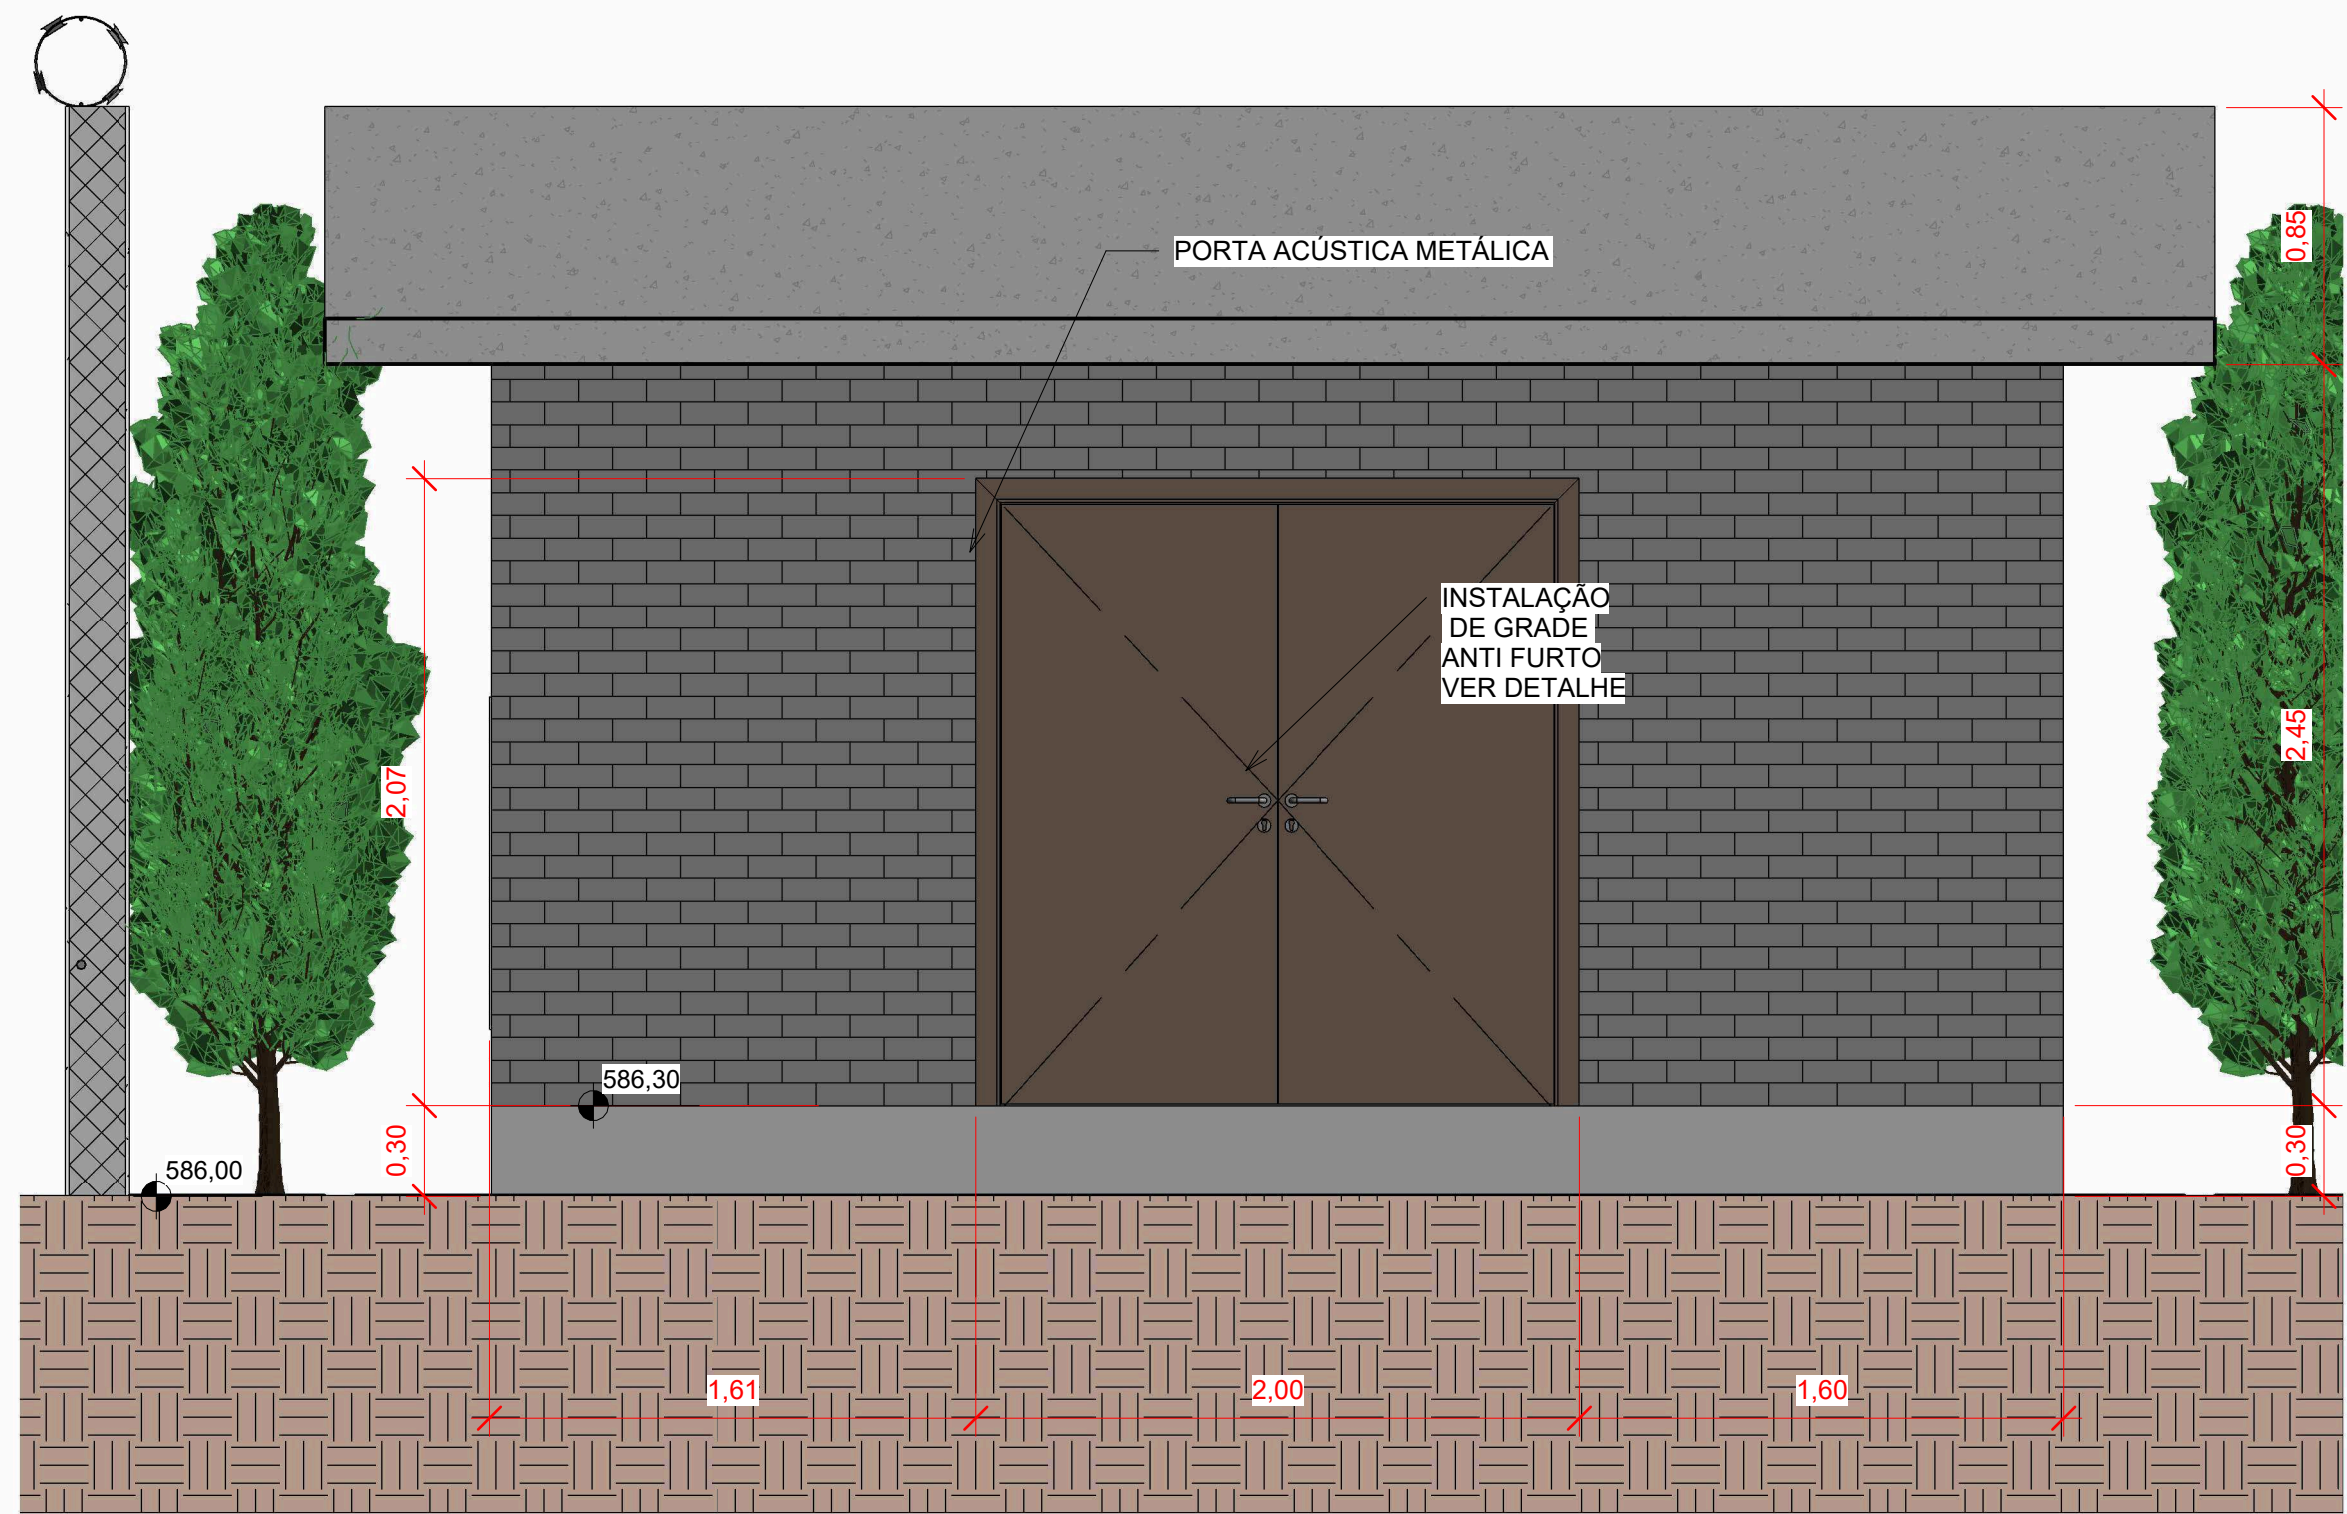 0,85
PORTA ACÚSTICA METÁLICA
INSTALAÇÃO
DE GRADE
ANTI FURTO
VER DETALHE
2,07
2,45
586,30
0,30
0,30
586,00
1,61
2,00
1,60